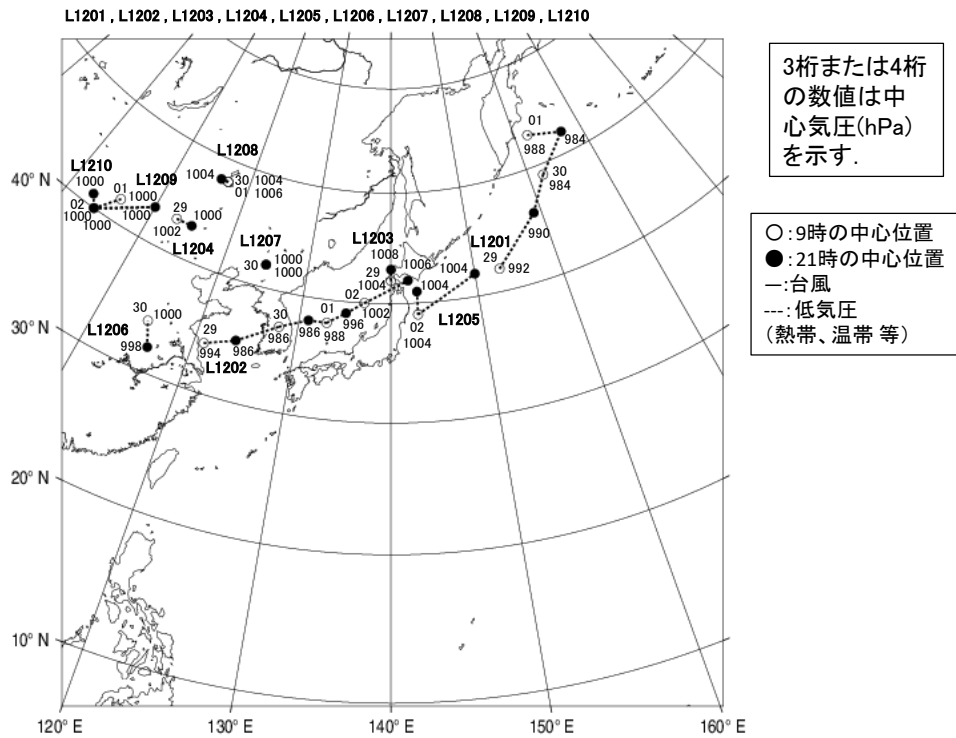 L1201 , L1202 , L1203 , L1204 , L1205 , L1206 , L1207 , L1208 , L1209 , L1210
3桁または4桁
の数値は中
心気圧(hPa)
を示す.
○:9時の中心位置
●:21時の中心位置
―:台風
---:低気圧
(熱帯、温帯 等)
01
988
984
L1208
1004
30 1004
01 1006
30
984
L1210
1000
01
L1209
1000
02
1000
1000
1000
29
1002
1000
L1204
990
L1207
1000
30
1000
L1203
1008
29
1004
1006
1004
1004
L1201
29
992
L1205
02
1004
30
1000
L1206
998
29
994
986
L1202
30
986
986
01
988
02
996
1002
40° N
30° N
20° N
10° N
120° E
130° E
140° E
150° E
160° E